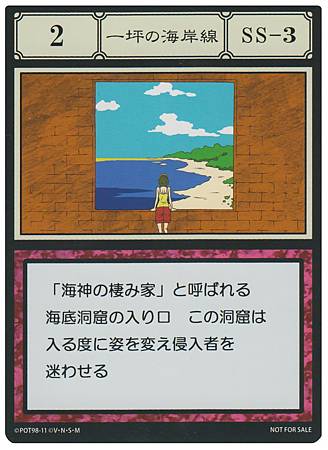 2
一坪の海岸線
SS-3
「海神の棲み家」と呼ばれる
海底洞窟の入り口　この洞窟は
入る度に姿を変え侵入者を
迷わせる
©POT98-11 ©V・N・S・M
NOT FOR SALE